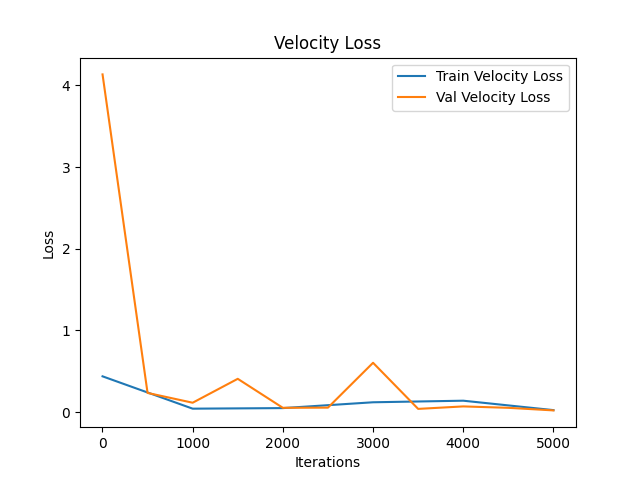 Velocity Loss
Train Velocity Loss
Val Velocity Loss
4
3
2
1
0
Loss
0 1000 2000 3000 4000 5000
Iterations